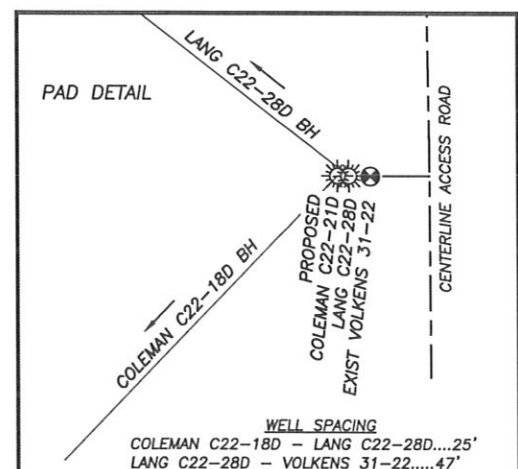 LANG C22-28D BH
PAD DETAIL
CENTERLINE ACCESS ROAD
PROPOSED
COLEMAN C22-21D
LANG C22-28D
EXIST VOLKENS 31-22
COLEMAN C22-18D BH
WELL SPACING
COLEMAN C22-18D - LANG C22-28D....25'
LANG C22-28D - VOLKENS 31-22.....47'